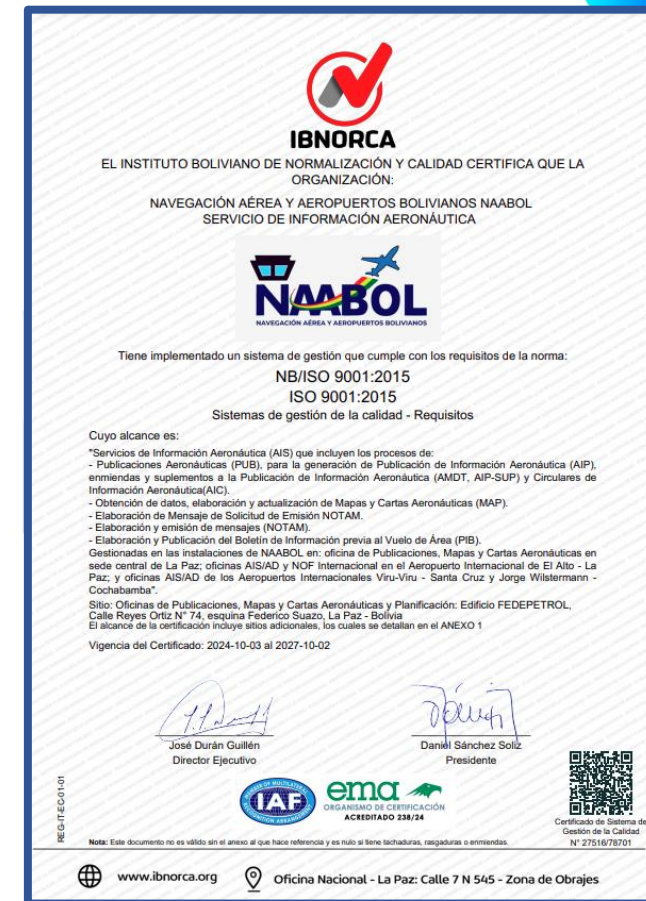 IBNORCA
EL INSTITUTO BOLIVIANO DE NORMALIZACIÓN Y CALIDAD CERTIFICA QUE LA
ORGANIZACIÓN:
NAVEGACIÓN AÉREA Y AEROPUERTOS BOLIVIANOS NAABOL
SERVICIO DE INFORMACIÓN AERONÁUTICA
NAABOL
NAVEGACIÓN AÉREA Y AEROPUERTOS BOLIVIANOS
Tiene implementado un sistema de gestión que cumple con los requisitos de la norma:
NB/ISO 9001:2015
ISO 9001:2015
Sistemas de gestión de la calidad - Requisitos
Cuyo alcance es:
"Servicios de Información Aeronáutica (AIS) que incluyen los procesos de:
- Publicaciones Aeronáuticas (PUB), para la generación de Publicación de Información Aeronáutica (AIP),
enmiendas y suplementos a la Publicación de Información Aeronáutica (AMDT, AIP-SUP) y Circulares de
Información Aeronáutica(AIC).
- Obtención de datos, elaboración y actualización de Mapas y Cartas Aeronáuticas (MAP).
- Elaboración de Mensaje de Solicitud de Emisión NOTAM.
- Elaboración y emisión de mensajes (NOTAM).
- Elaboración y Publicación del Boletín de Información previa al Vuelo de Área (PIB).
Gestionadas en las instalaciones de NAABOL en: oficina de Publicaciones, Mapas y Cartas Aeronáuticas en
sede central de La Paz; oficinas AIS/AD y NOF Internacional en el Aeropuerto Internacional de El Alto - La
Paz; y oficinas AIS/AD de los Aeropuertos Internacionales Viru-Viru - Santa Cruz y Jorge Wilstermann -
Cochabamba".
Sitio: Oficinas de Publicaciones, Mapas y Cartas Aeronáuticas y Planificación: Edificio FEDEPETROL,
Calle Reyes Ortiz N° 74, esquina Federico Suazo, La Paz - Bolivia
El alcance de la certificación incluye sitios adicionales, los cuales se detallan en el ANEXO 1
Vigencia del Certificado: 2024-10-03 al 2027-10-02
José Durán Guillén
Director Ejecutivo
Daniel Sánchez Soliz
Presidente
REG-IT-EC-01-01
MEMBER OF MULTILATERAL
IAF
RECOGNITION ARRANGEMENT
ema
ORGANISMO DE CERTIFICACIÓN
ACREDITADO 238/24
Certificado de Sistema de
Gestión de la Calidad
N° 27516/78701
Nota: Este documento no es válido sin el anexo al que hace referencia y es nulo si tiene tachaduras, rasgaduras o enmiendas.
www.ibnorca.org
Oficina Nacional - La Paz: Calle 7 N 545 - Zona de Obrajes